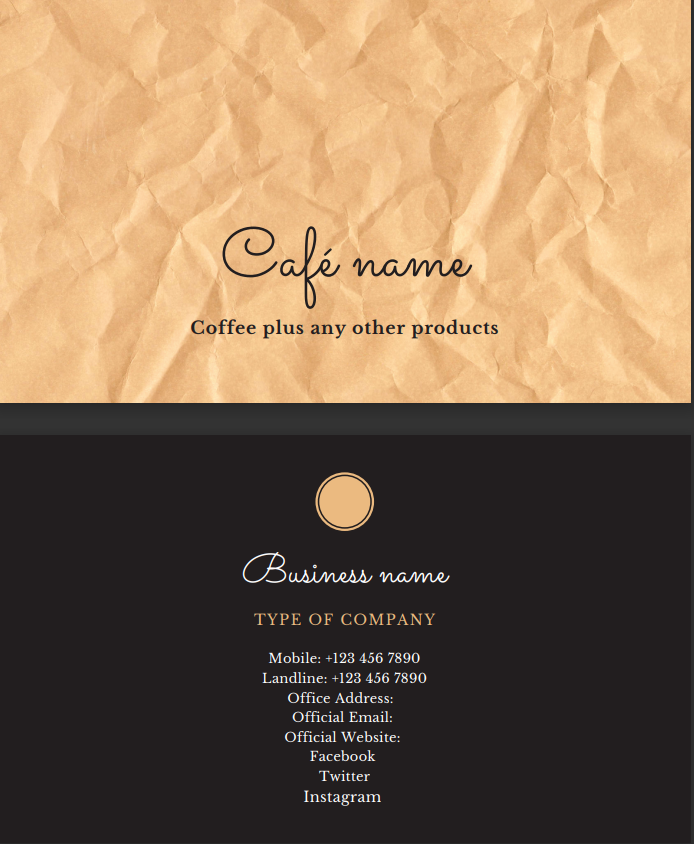 Café name
Coffee plus any other products
Business name
TYPE OF COMPANY
Mobile: +123 456 7890
Landline: +123 456 7890
Office Address:
Official Email:
Official Website:
Facebook
Twitter
Instagram